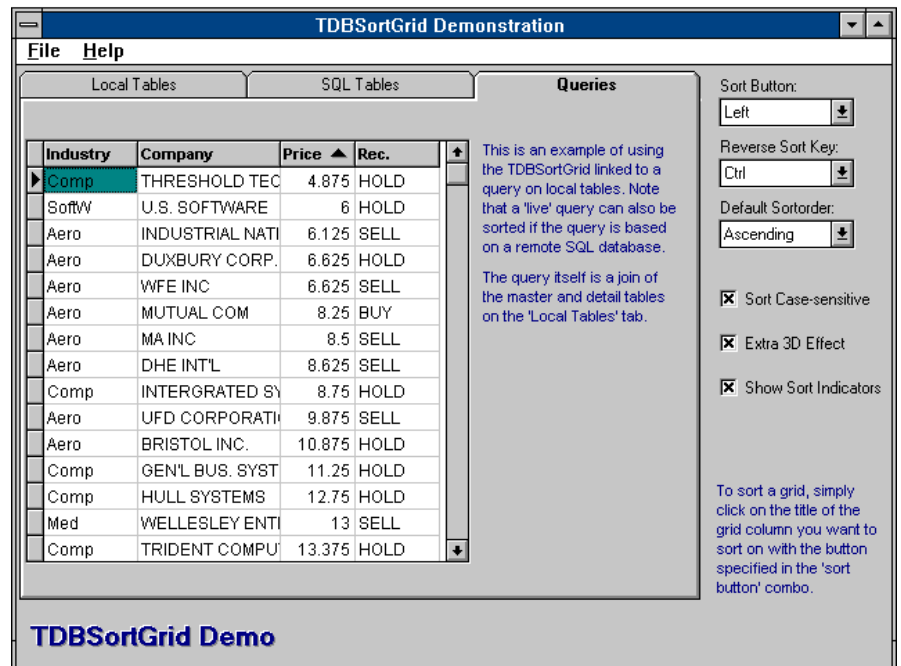 TDBSortGrid Demonstration
File Help
Local Tables SQL Tables Queries
Industry Company Price Rec.
Comp THRESHOLD TEC 4.875 HOLD
SoftW U.S. SOFTWARE 6 HOLD
Aero INDUSTRIAL NATI 6.125 SELL
Aero DUXBURY CORP. 6.625 HOLD
Aero WFE INC 6.625 SELL
Aero MUTUAL COM 8.25 BUY
Aero MA INC 8.5 SELL
Aero DHE INT'L 8.625 SELL
Comp INTERGRATED SY 8.75 HOLD
Aero UFD CORPORATI 9.875 SELL
Aero BRISTOL INC. 10.875 HOLD
Comp GEN'L BUS. SYST 11.25 HOLD
Comp HULL SYSTEMS 12.75 HOLD
Med WELLESLEY ENTI 13 SELL
Comp TRIDENT COMPU 13.375 HOLD
This is an example of using
the TDBSortGrid linked to a
query on local tables. Note
that a 'live' query can also be
sorted if the query is based
on a remote SQL database.
The query itself is a join of
the master and detail tables
on the 'Local Tables' tab.
Sort Button:
Left
Reverse Sort Key:
Ctrl
Default Sortorder:
Ascending
Sort Case-sensitive
Extra 3D Effect
Show Sort Indicators
To sort a grid, simply
click on the title of the
grid column you want to
sort on with the button
specified in the 'sort
button' combo.
TDBSortGrid Demo